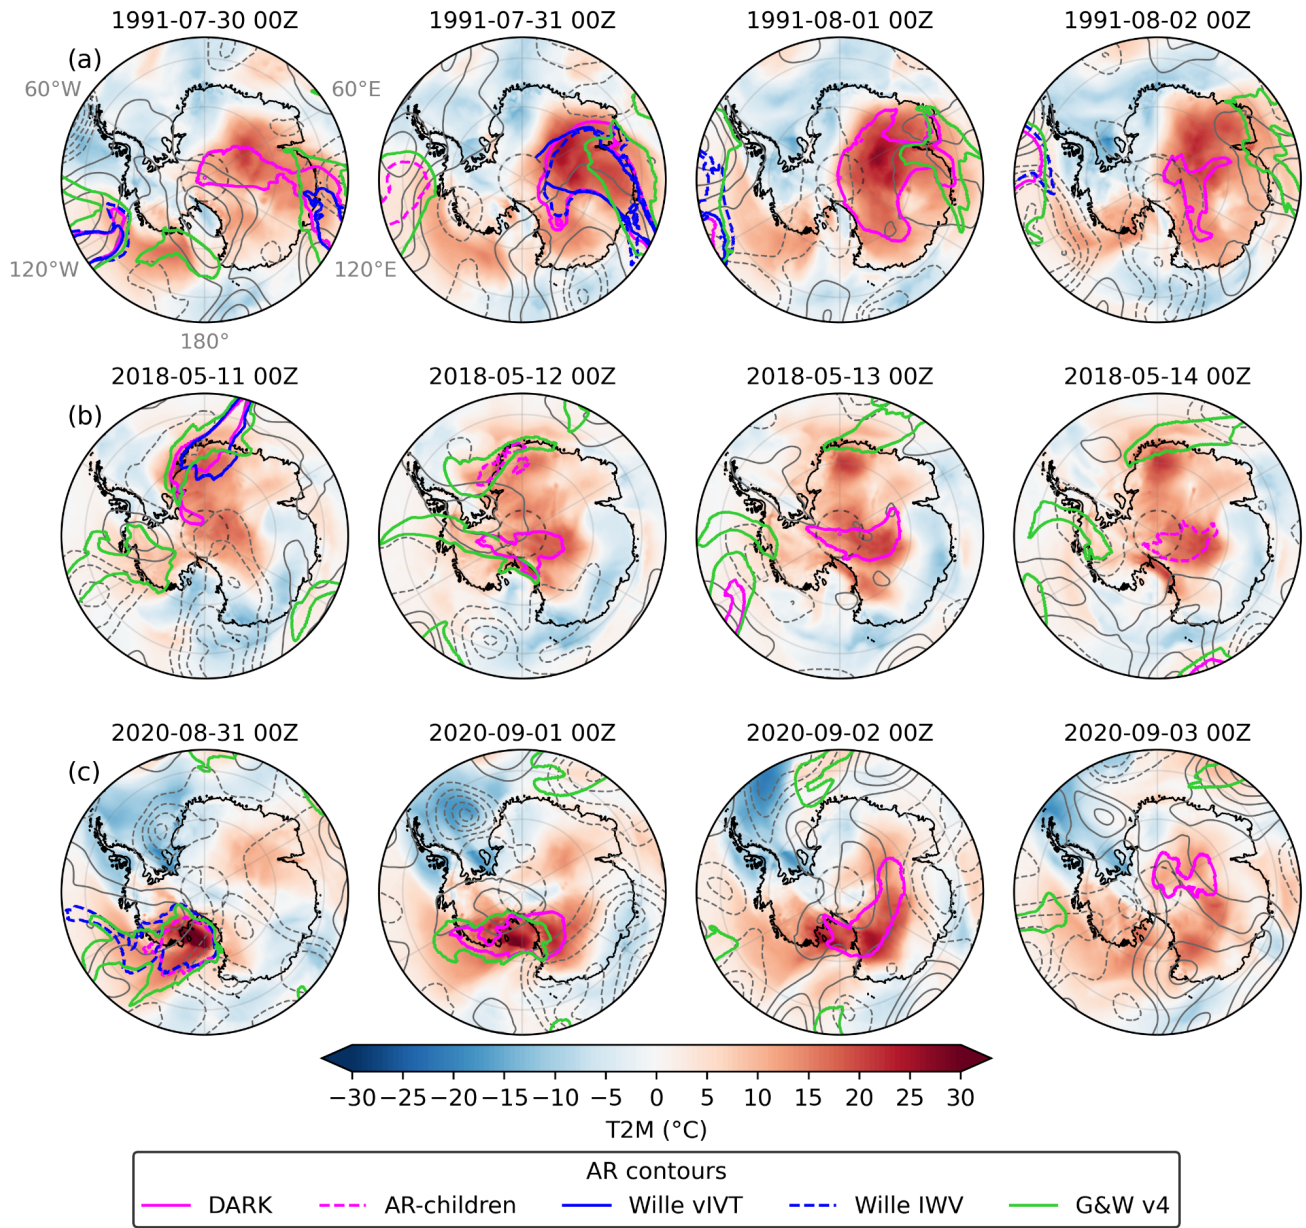 1991-07-30 00Z 1991-07-31 00Z 1991-08-01 00Z 1991-08-02 00Z
(a)
60°W 60°E
120°W 120°E
180°
2018-05-11 00Z 2018-05-12 00Z 2018-05-13 00Z 2018-05-14 00Z
(b)
2020-08-31 00Z 2020-09-01 00Z 2020-09-02 00Z 2020-09-03 00Z
(c)
−30 −25 −20 −15 −10 −5 0 5 10 15 20 25 30
T2M (°C)
AR contours
DARK AR-children Wille vIVT Wille IWV G&W v4